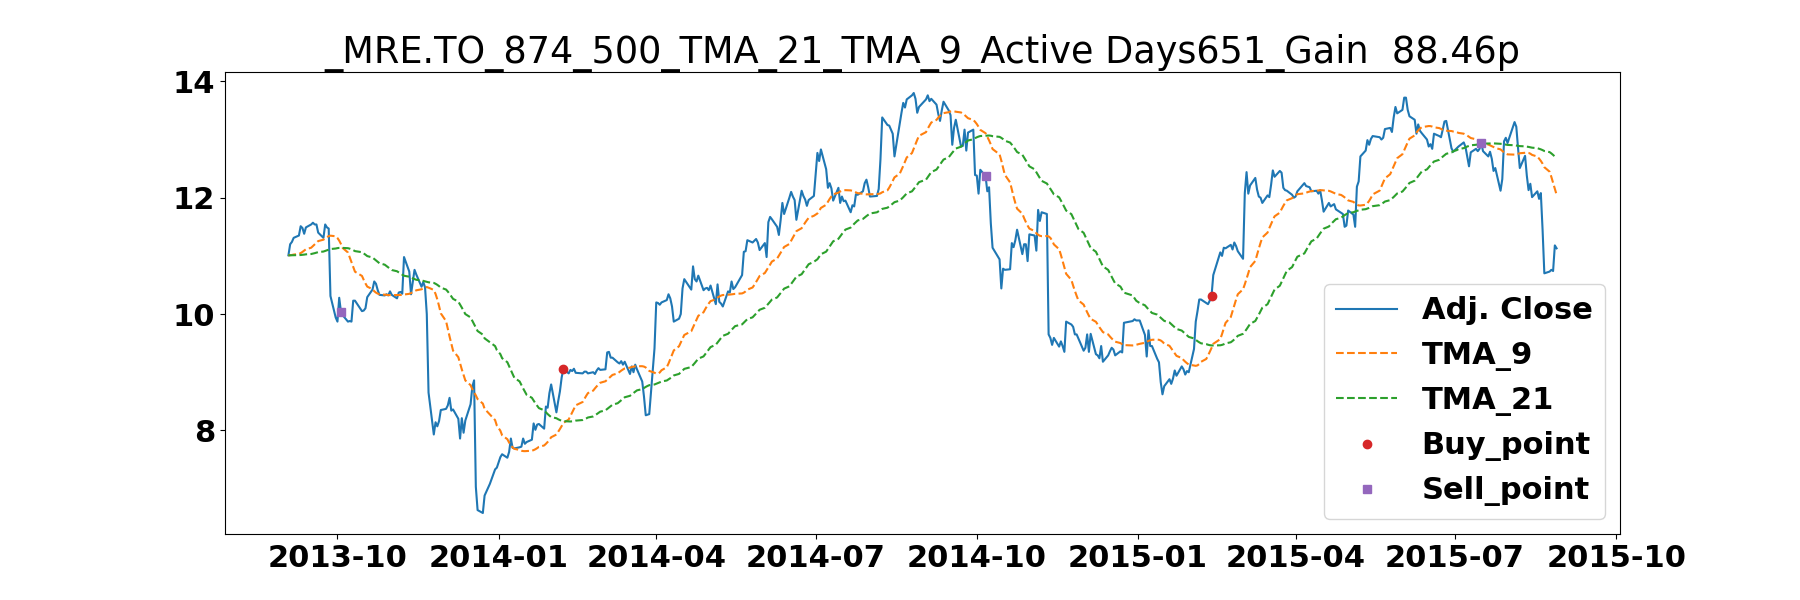 _MRE.TO_874_500_TMA_21_TMA_9_Active Days651_Gain  88.46p
14
12
10
8
Adj. Close
TMA_9
TMA_21
Buy_point
Sell_point
2013-10 2014-01 2014-04 2014-07 2014-10 2015-01 2015-04 2015-07 2015-10